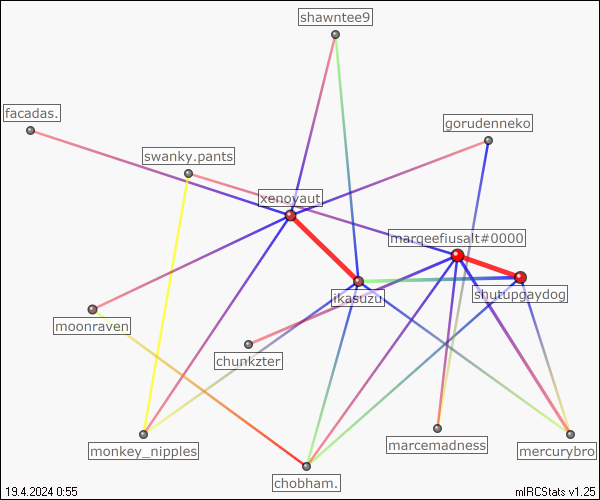 shawntee9
facadas.
gorudenneko
swanky.pants
xenoyaut
marqeefiusalt#0000
ikasuzu
shutupgaydog
moonraven
chunkzter
monkey_nipples
marcemadness
mercurybro
chobham.
19.4.2024 0:55
mIRCStats v1.25